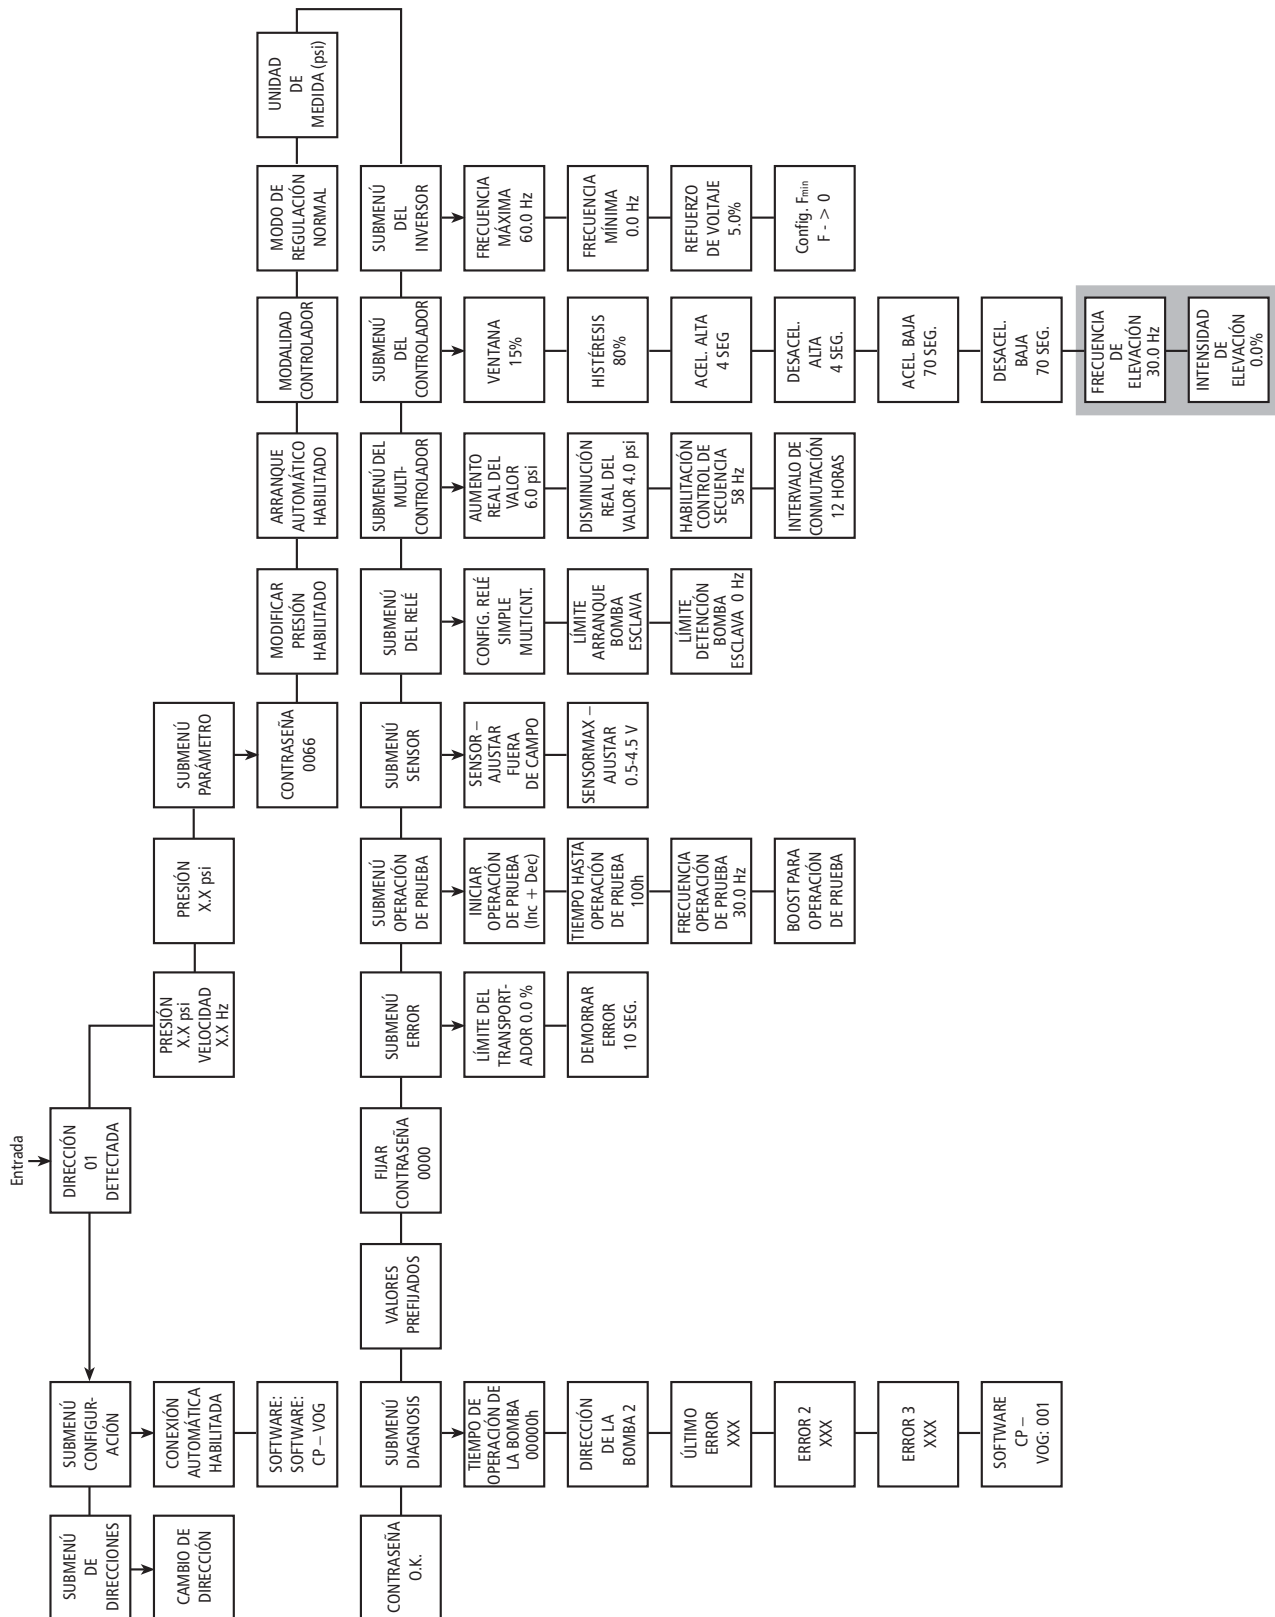 Entrada
SUBMENÚ
DE
DIRECCIONES
CAMBIO DE
DIRECCIÓN
SUBMENÚ
CONFIGUR-
ACIÓN
CONEXIÓN
AUTOMÁTICA
HABILITADA
SOFTWARE:
SOFTWARE:
CP – VOG
DIRECCIÓN
01
DETECTADA
PRESIÓN
X.X psi
VELOCIDAD
X.X Hz
PRESIÓN
X.X psi
SUBMENÚ
PARÁMETRO
CONTRASEÑA
0066
MODIFICAR
PRESIÓN
HABILITADO
ARRANQUE
AUTOMÁTICO
HABILITADO
MODALIDAD
CONTROLADOR
MODO DE
REGULACIÓN
NORMAL
UNIDAD
DE
MEDIDA (psi)
CONTRASEÑA
O.K.
SUBMENÚ
DIAGNOSIS
TIEMPO DE
OPERACIÓN DE
LA BOMBA
00000h
DIRECCIÓN
DE LA
BOMBA 2
ÚLTIMO
ERROR
XXX
ERROR 2
XXX
ERROR 3
XXX
SOFTWARE
CP –
VOG: 001
VALORES
PREFIJADOS
FIJAR
CONTRASEÑA
0000
SUBMENÚ
ERROR
LÍMITE DEL
TRANSPORT-
ADOR 0.0 %
DEMORRAR
ERROR
10 SEG.
SUBMENÚ
OPERACIÓN
DE PRUEBA
INICIAR
OPERACIÓN
DE PRUEBA
(Inc + Dec)
TIEMPO HASTA
OPERACIÓN
DE PRUEBA
100h
FRECUENCIA
OPERACIÓN
DE PRUEBA
30.0 Hz
BOOST PARA
OPERACIÓN
DE PRUEBA
SUBMENÚ
SENSOR
SENSOR –
AJUSTAR
FUERA
DE CAMPO
SENSORMAX –
AJUSTAR
0.5-4.5 V
SUBMENÚ
DEL RELÉ
CONFIG. RELÉ
SIMPLE
MULTICNT.
LÍMITE
ARRANQUE
BOMBA
ESCLAVA
LÍMITE
DETENCIÓN
BOMBA
ESCLAVA 0 Hz
SUBMENÚ DEL
MULTI-
CONTROLADOR
AUMENTO
REAL DEL
VALOR
6.0 psi
DISMINUCIÓN
REAL DEL
VALOR 4.0 psi
HABILITACIÓN
CONTROL DE
SECUENCIA
58 Hz
INTERVALO DE
CONMUTACIÓN
12 HORAS
SUBMENÚ
DEL
CONTROLADOR
VENTANA
15%
HISTÉRESIS
80%
ACEL. ALTA
4 SEG
DESACEL.
ALTA
4 SEG.
ACEL BAJA
70 SEG.
DESACEL.
BAJA
70 SEG.
FRECUENCIA
DE
ELEVACIÓN
30.0 Hz
INTENSIDAD
DE
ELEVACIÓN
0.0%
SUBMENÚ
DEL
INVERSOR
FRECUENCIA
MÁXIMA
60.0 Hz
FRECUENCIA
MÍNIMA
0.0 Hz
REFUERZO
DE VOLTAJE
5.0%
Config. Fmin
F - > 0